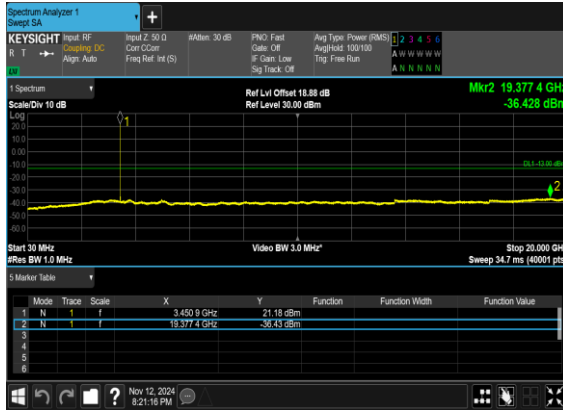 Spectrum Analyzer 1
Swept SA
+
KEYSIGHT
R T
LU
Input: RF
Coupling: DC
Align: Auto
Input Z: 50 Ω
Corr CCorr
Freq Ref: Int (S)
#Atten: 30 dB
PNO: Fast
Gate: Off
IF Gain: Low
Sig Track: Off
Avg Type: Power (RMS)
Avg|Hold: 100/100
Trig: Free Run
1 2 3 4 5 6
A W W W W W
A N N N N N
1 Spectrum
Scale/Div 10 dB
Log
Ref Lvl Offset 18.88 dB
Ref Level 30.00 dBm
Mkr2 19.377 4 GHz
-36.428 dBm
20.0
10.0
0.00
-10.0
-20.0
-30.0
-40.0
-50.0
-60.0
1
DL1 -13.00 dB
2
Start 30 MHz
#Res BW 1.0 MHz
Video BW 3.0 MHz*
Stop 20.000 GH
Sweep 34.7 ms (40001 pts
5 Marker Table
Mode Trace Scale X Y Function Function Width Function Value
1 N 1 f 3.450 9 GHz 21.18 dBm
2 N 1 f 19.377 4 GHz -36.43 dBm
3
4
5
6
?
Nov 12, 2024
8:21:16 PM